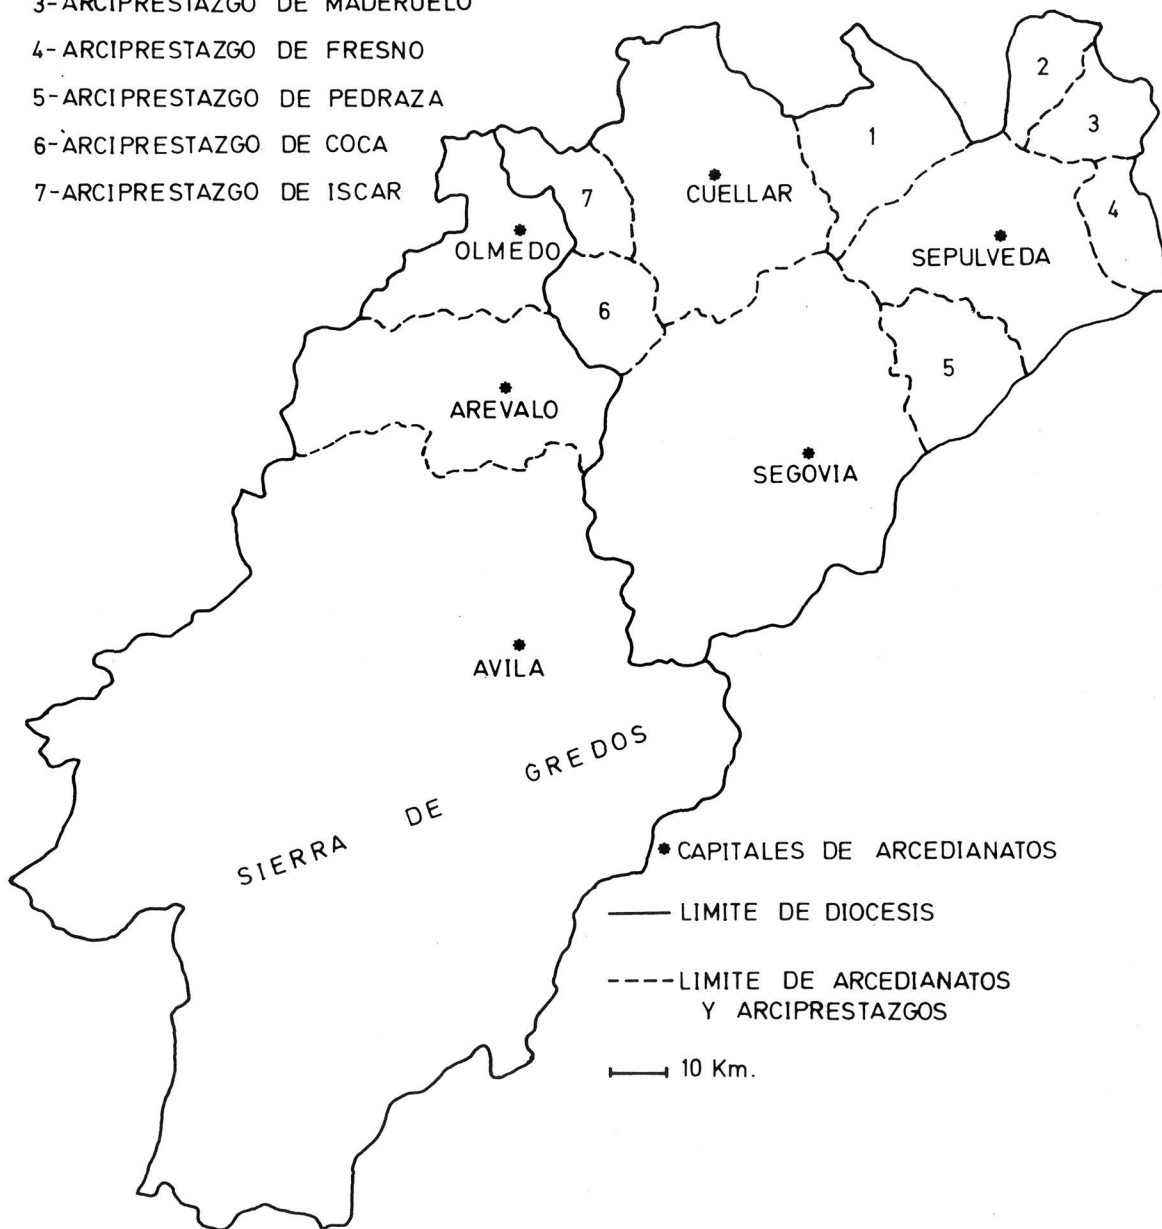 3-ARCIPRESTAZGO DE MADERUELO
4-ARCIPRESTAZGO DE FRESNO
5-ARCIPRESTAZGO DE PEDRAZA
6-ARCIPRESTAZGO DE COCA
7-ARCIPRESTAZGO DE ISCAR
2
3
1
7
CUELLAR
4
OLMEDO
SEPULVEDA
6
5
AREVALO
SEGOVIA
AVILA
SIERRA DE GREDOS
CAPITALES DE ARCEDIANATOS
LIMITE DE DIOCESIS
LIMITE DE ARCEDIANATOS
Y ARCIPRESTAZGOS
10 Km.